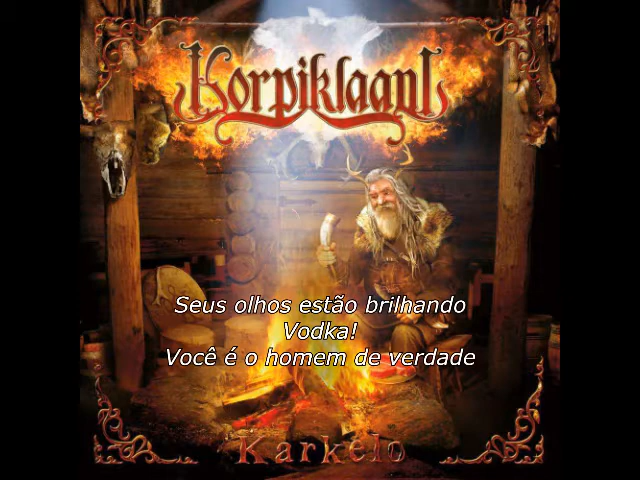 Korpiklaani
Seus olhos estão brilhando
Vodka!
Você é o homem de verdade
Karkelo